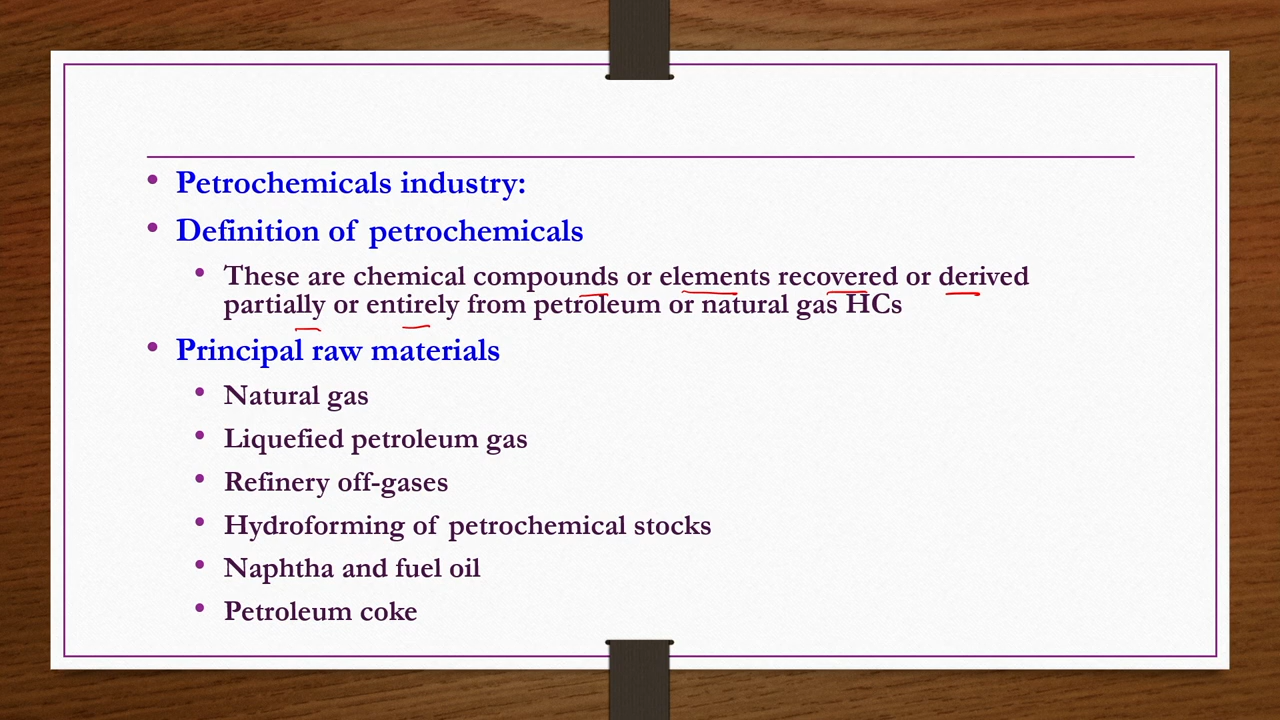 • Petrochemicals industry:
• Definition of petrochemicals
• These are chemical compounds or elements recovered or derived
partially or entirely from petroleum or natural gas HCs
• Principal raw materials
• Natural gas
• Liquefied petroleum gas
• Refinery off-gases
• Hydroforming of petrochemical stocks
• Naphtha and fuel oil
• Petroleum coke